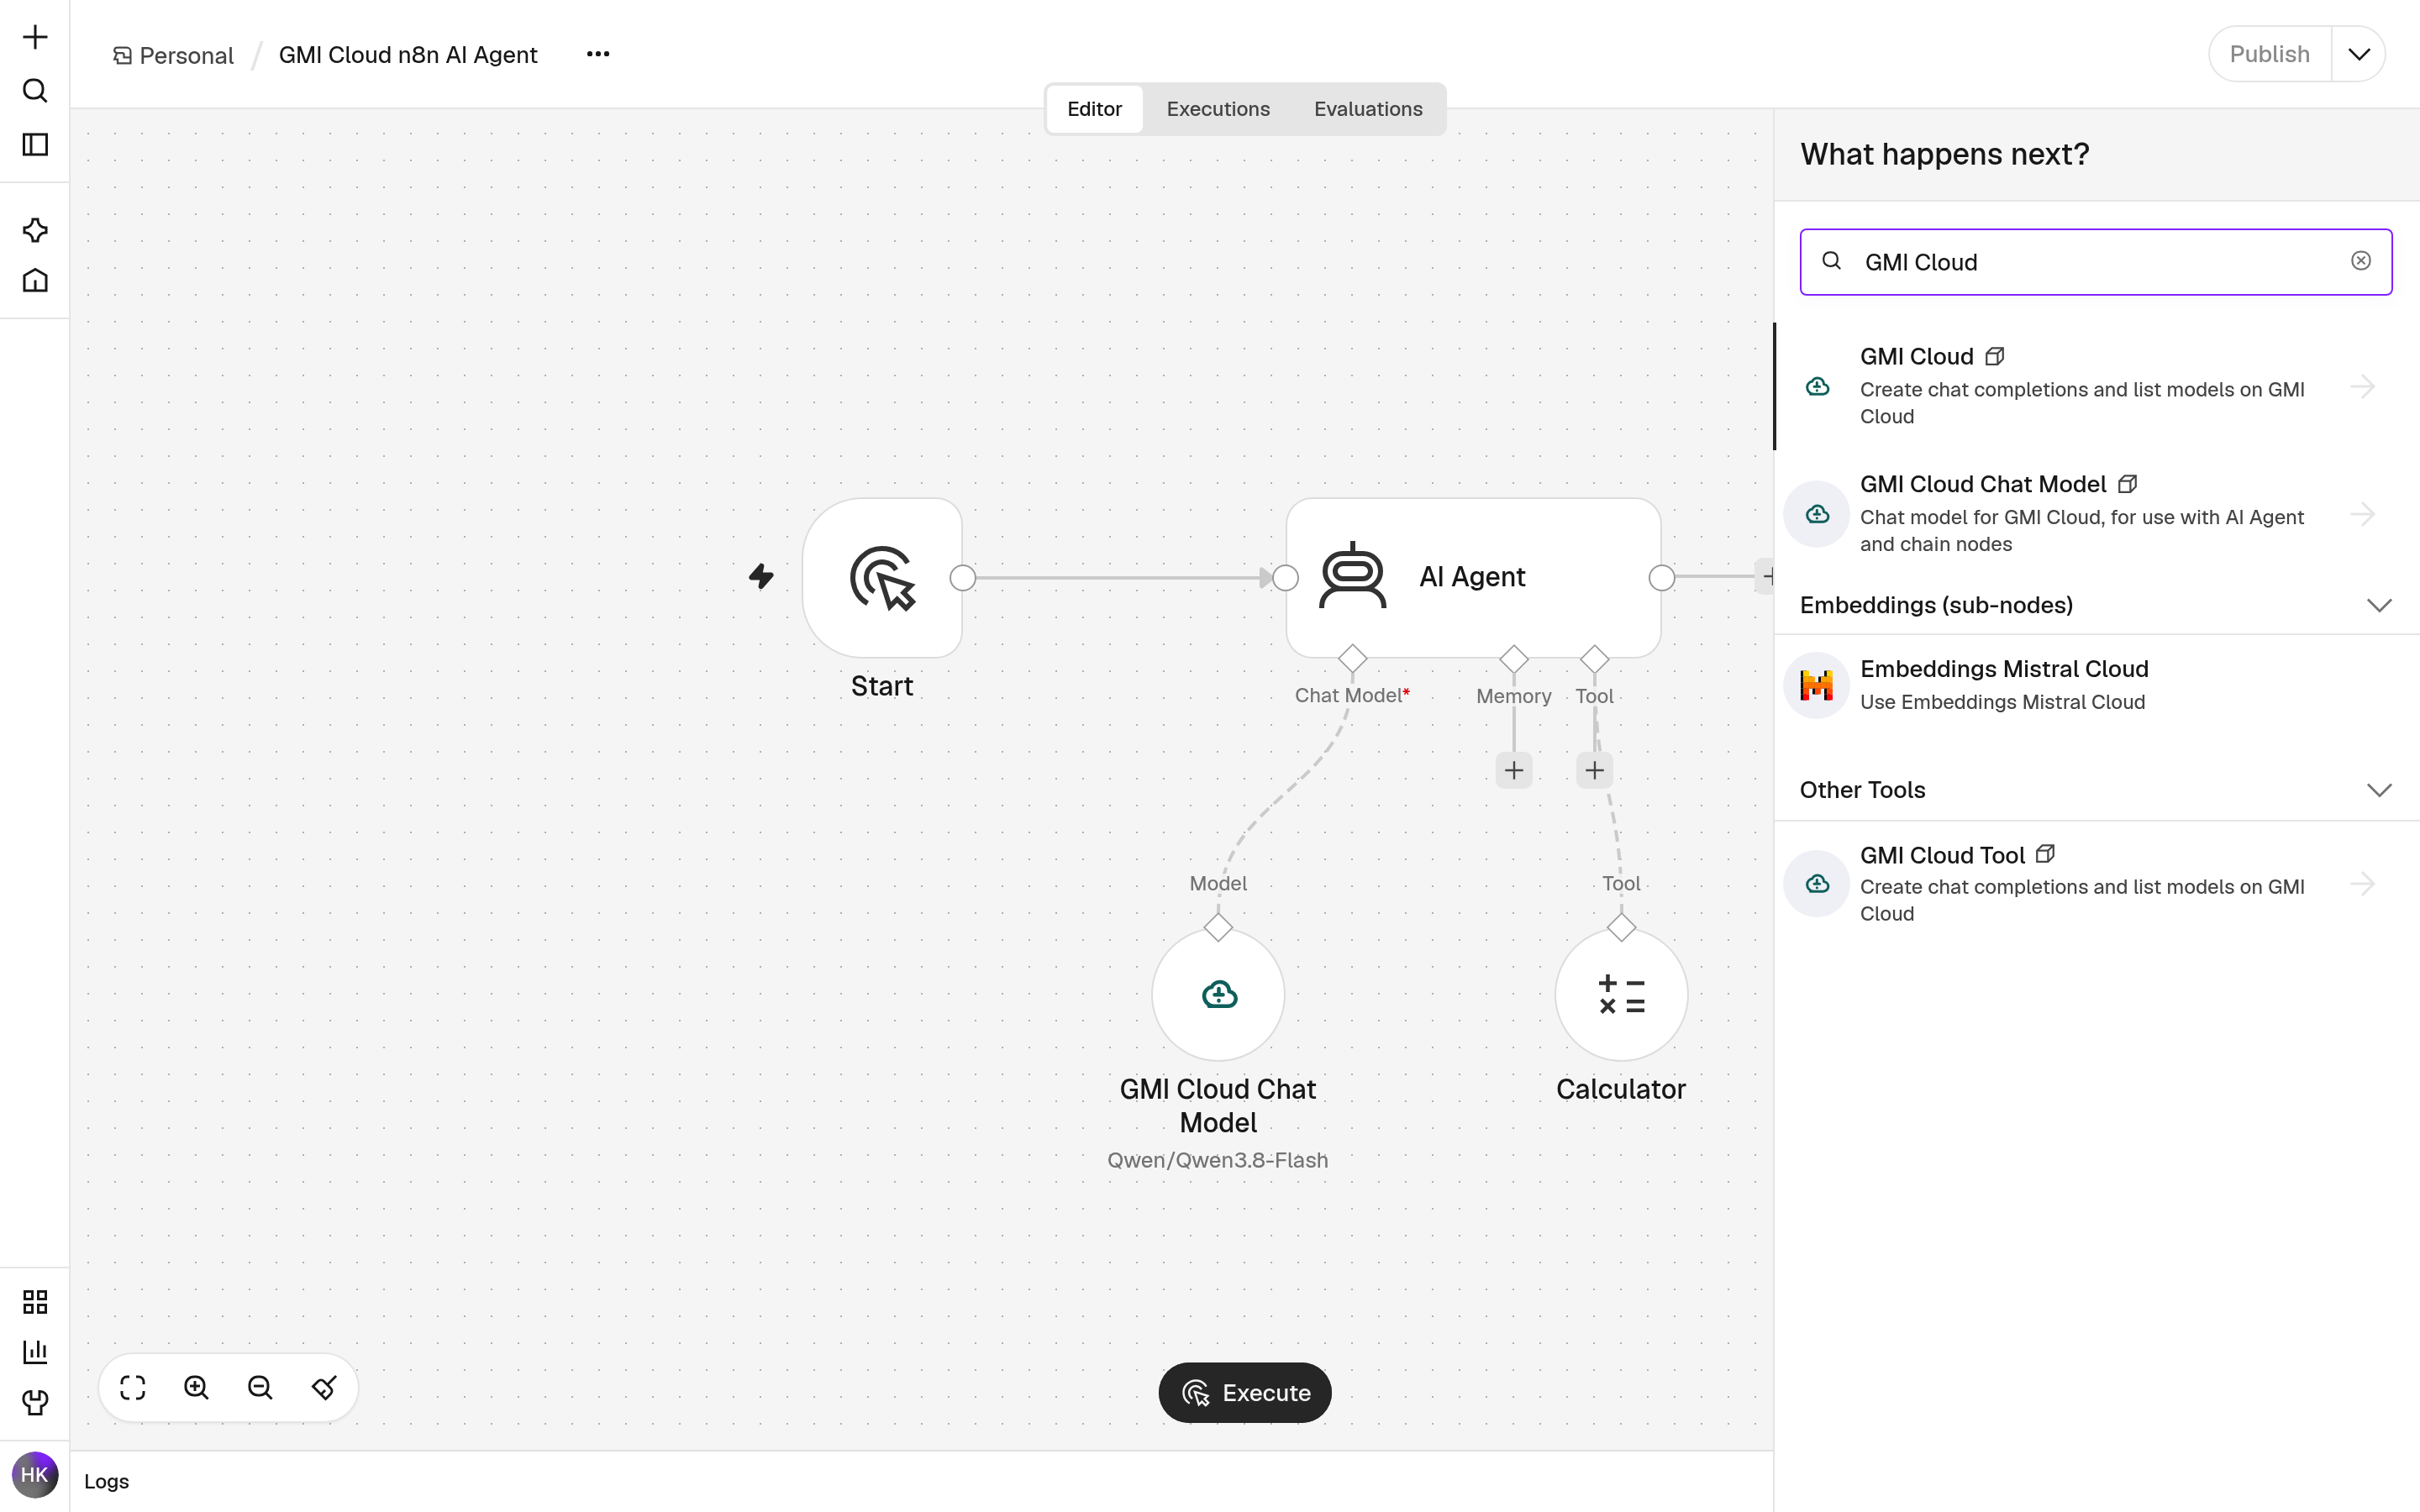 Personal / GMI Cloud n8n AI Agent
Publish
Editor Executions Evaluations
What happens next?
GMI Cloud
GMI Cloud
Create chat completions and list models on GMI
Cloud
GMI Cloud Chat Model
Chat model for GMI Cloud, for use with AI Agent
and chain nodes
Embeddings (sub-nodes)
Embeddings Mistral Cloud
Use Embeddings Mistral Cloud
Other Tools
GMI Cloud Tool
Create chat completions and list models on GMI
Cloud
Start
AI Agent
Chat Model*
Memory
Tool
Model
Tool
GMI Cloud Chat
Model
Qwen/Qwen3.8-Flash
Calculator
Execute
HK
Logs